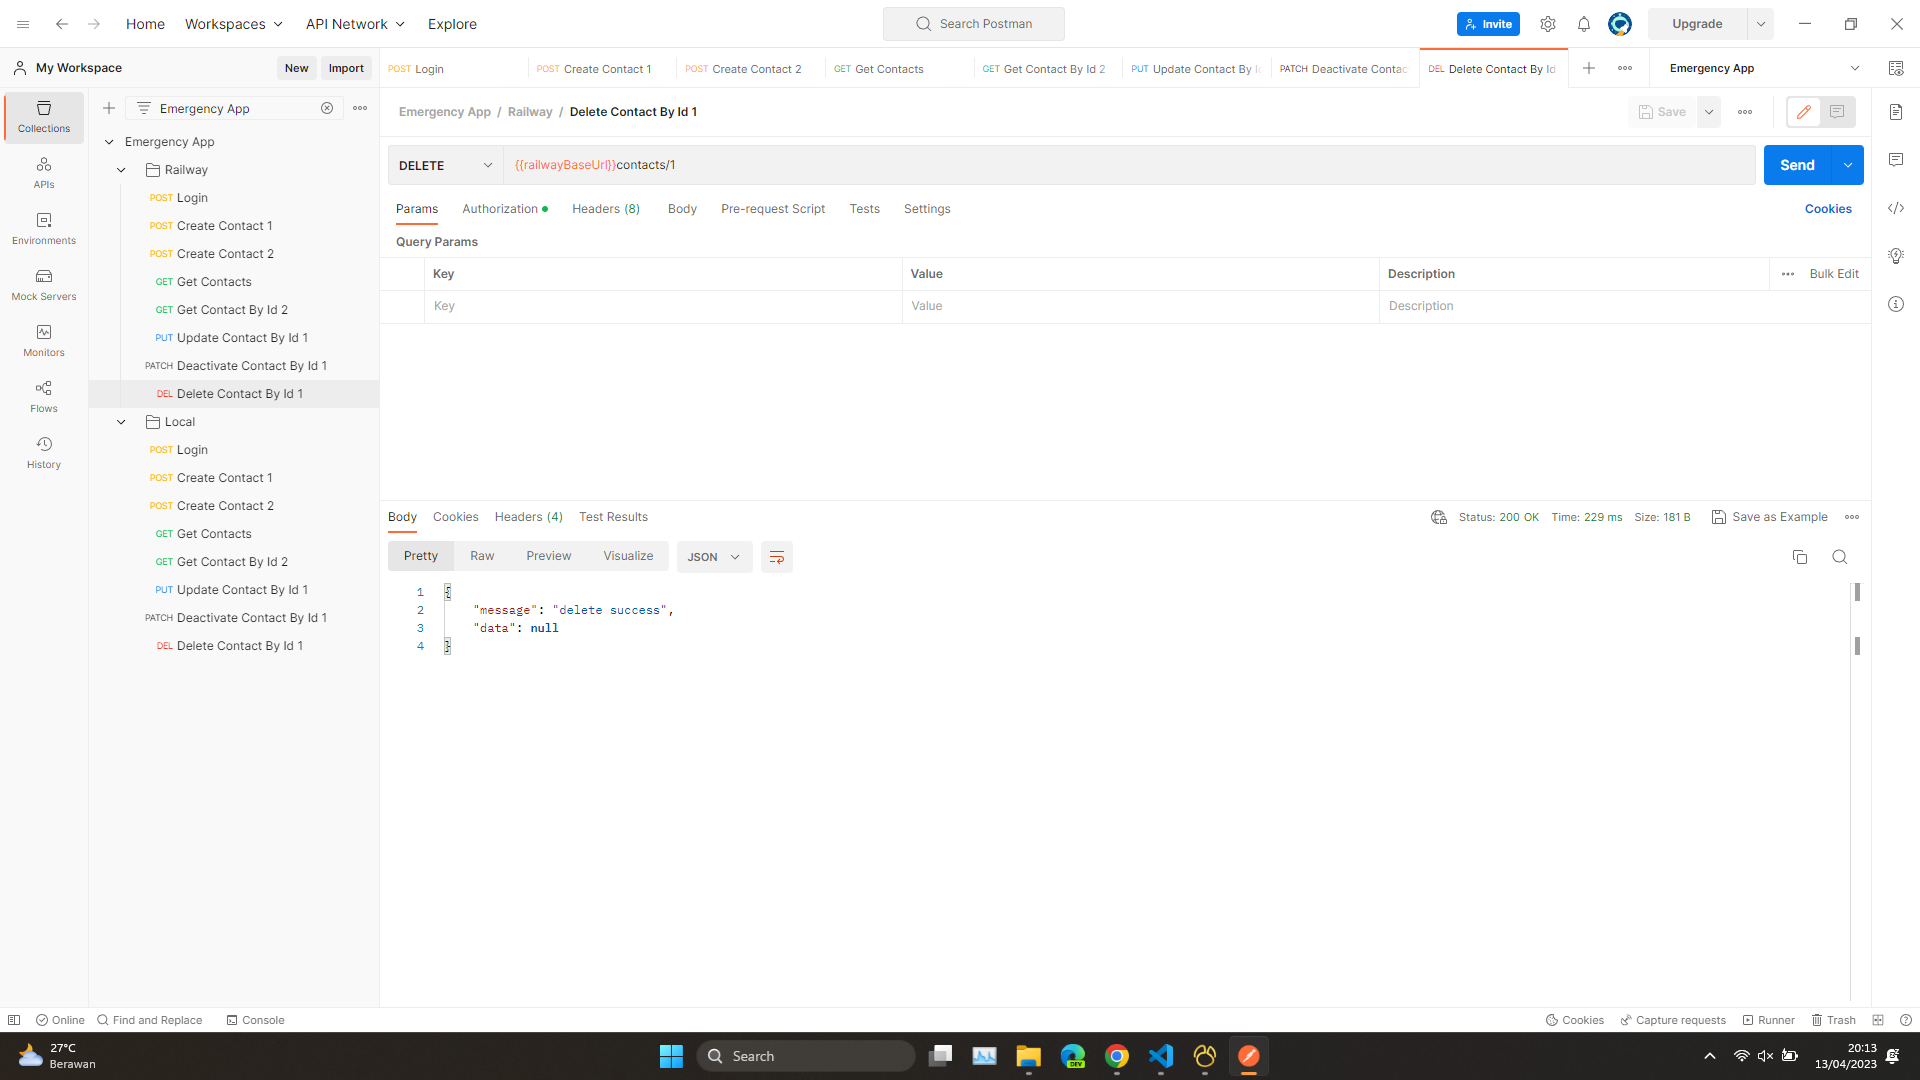 Home Workspaces API Network Explore Search Postman Invite Upgrade
My Workspace New Import
POST Login POST Create Contact 1 POST Create Contact 2 GET Get Contacts GET Get Contact By Id 2 PUT Update Contact By Id PATCH Deactivate Contac DEL Delete Contact By Id Emergency App
Collections
APIs
Environments
Mock Servers
Monitors
Flows
History
Emergency App
Emergency App
Railway
POST Login
POST Create Contact 1
POST Create Contact 2
GET Get Contacts
GET Get Contact By Id 2
PUT Update Contact By Id 1
PATCH Deactivate Contact By Id 1
DEL Delete Contact By Id 1
Local
POST Login
POST Create Contact 1
POST Create Contact 2
GET Get Contacts
GET Get Contact By Id 2
PUT Update Contact By Id 1
PATCH Deactivate Contact By Id 1
DEL Delete Contact By Id 1
Emergency App / Railway / Delete Contact By Id 1 Save
DELETE {{railwayBaseUrl}}contacts/1 Send
Params Authorization Headers (8) Body Pre-request Script Tests Settings Cookies
Query Params
Key Value Description Bulk Edit
Key Value Description
Body Cookies Headers (4) Test Results Status: 200 OK Time: 229 ms Size: 181 B Save as Example
Pretty Raw Preview Visualize JSON
1 {
2 "message": "delete success",
3 "data": null
4 }
Online Find and Replace Console Cookies Capture requests Runner Trash
27°C
Berawan
Search
DEV
20:13
13/04/2023